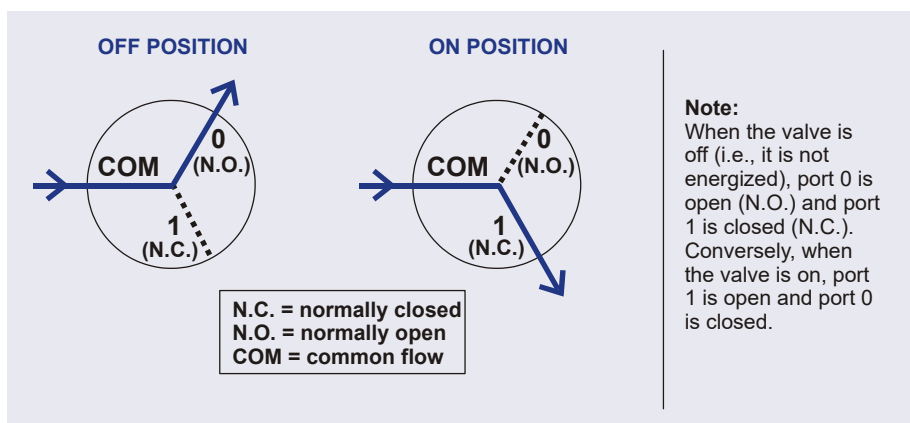 OFF POSITION
COM
0
(N.O.)
1
(N.C.)
ON POSITION
COM
0
(N.O.)
1
(N.C.)
N.C. = normally closed
N.O. = normally open
COM = common flow
Note:
When the valve is
off (i.e., it is not
energized), port 0 is
open (N.O.) and port
1 is closed (N.C.).
Conversely, when
the valve is on, port
1 is open and port 0
is closed.